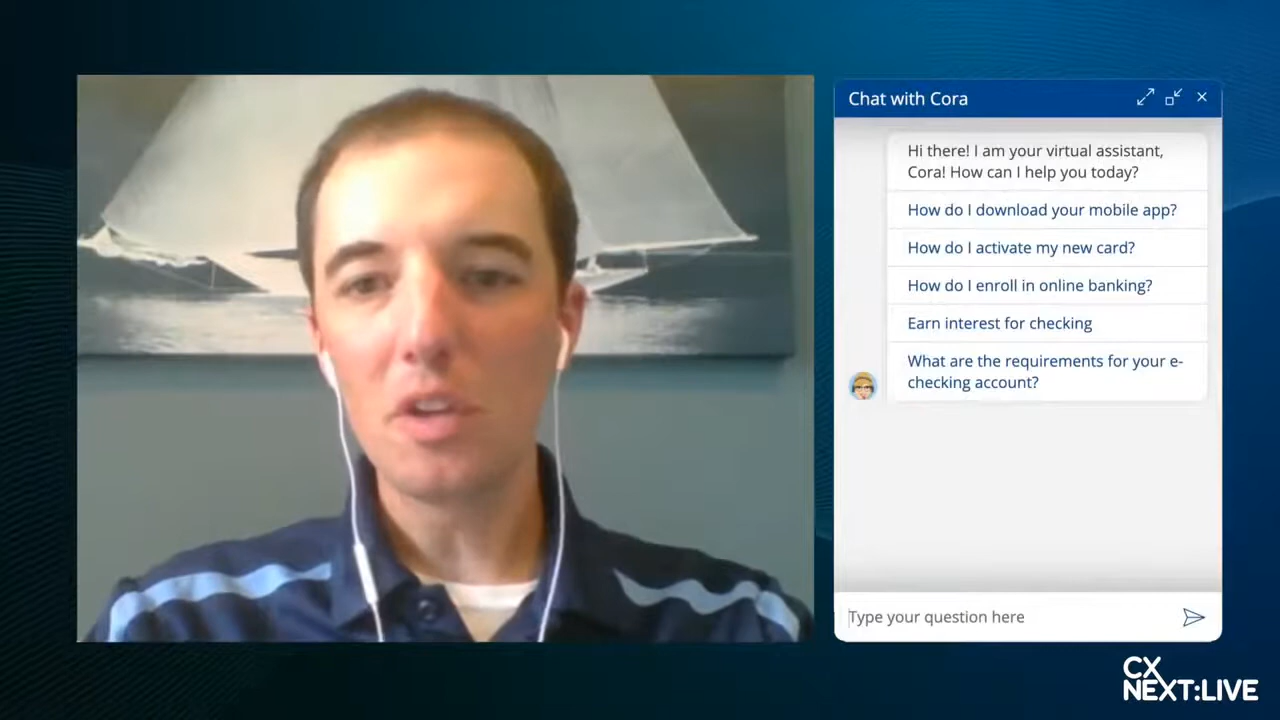 Chat with Cora
Hi there! I am your virtual assistant,
Cora! How can I help you today?
How do I download your mobile app?
How do I activate my new card?
How do I enroll in online banking?
Earn interest for checking
What are the requirements for your e-
checking account?
Type your question here
CX
NEXT:LIVE